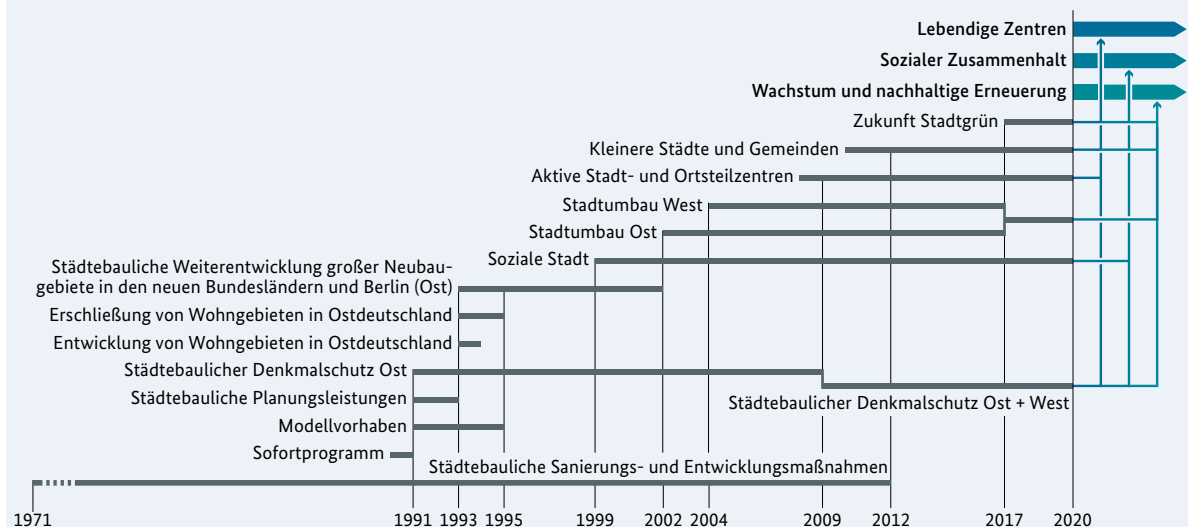 Lebendige Zentren
Sozialer Zusammenhalt
Wachstum und nachhaltige Erneuerung
Zukunft Stadtgrün
Kleinere Städte und Gemeinden
Aktive Stadt- und Ortsteilzentren
Stadtumbau West
Stadtumbau Ost
Soziale Stadt
Städtebauliche Weiterentwicklung großer Neubau-
gebiete in den neuen Bundesländern und Berlin (Ost)
Erschließung von Wohngebieten in Ostdeutschland
Entwicklung von Wohngebieten in Ostdeutschland
Städtebaulicher Denkmalschutz Ost
Städtebauliche Planungsleistungen
Städtebaulicher Denkmalschutz Ost + West
Modellvorhaben
Sofortprogramm
Städtebauliche Sanierungs- und Entwicklungsmaßnahmen
1971 1991 1993 1995 1999 2002 2004 2009 2012 2017 2020